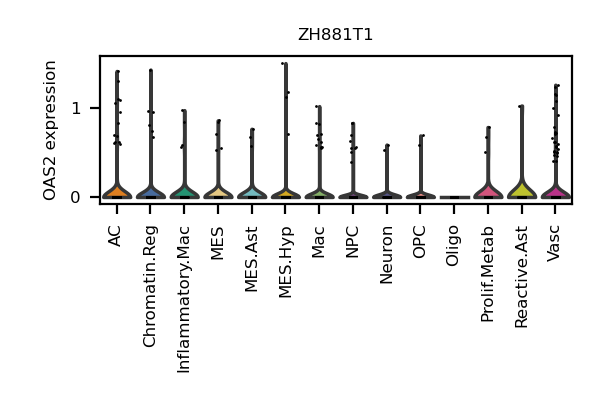 ZH881T1
OAS2 expression
1
0
AC
Chromatin.Reg
Inflammatory.Mac
MES
MES.Ast
MES.Hyp
Mac
NPC
Neuron
OPC
Oligo
Prolif.Metab
Reactive.Ast
Vasc